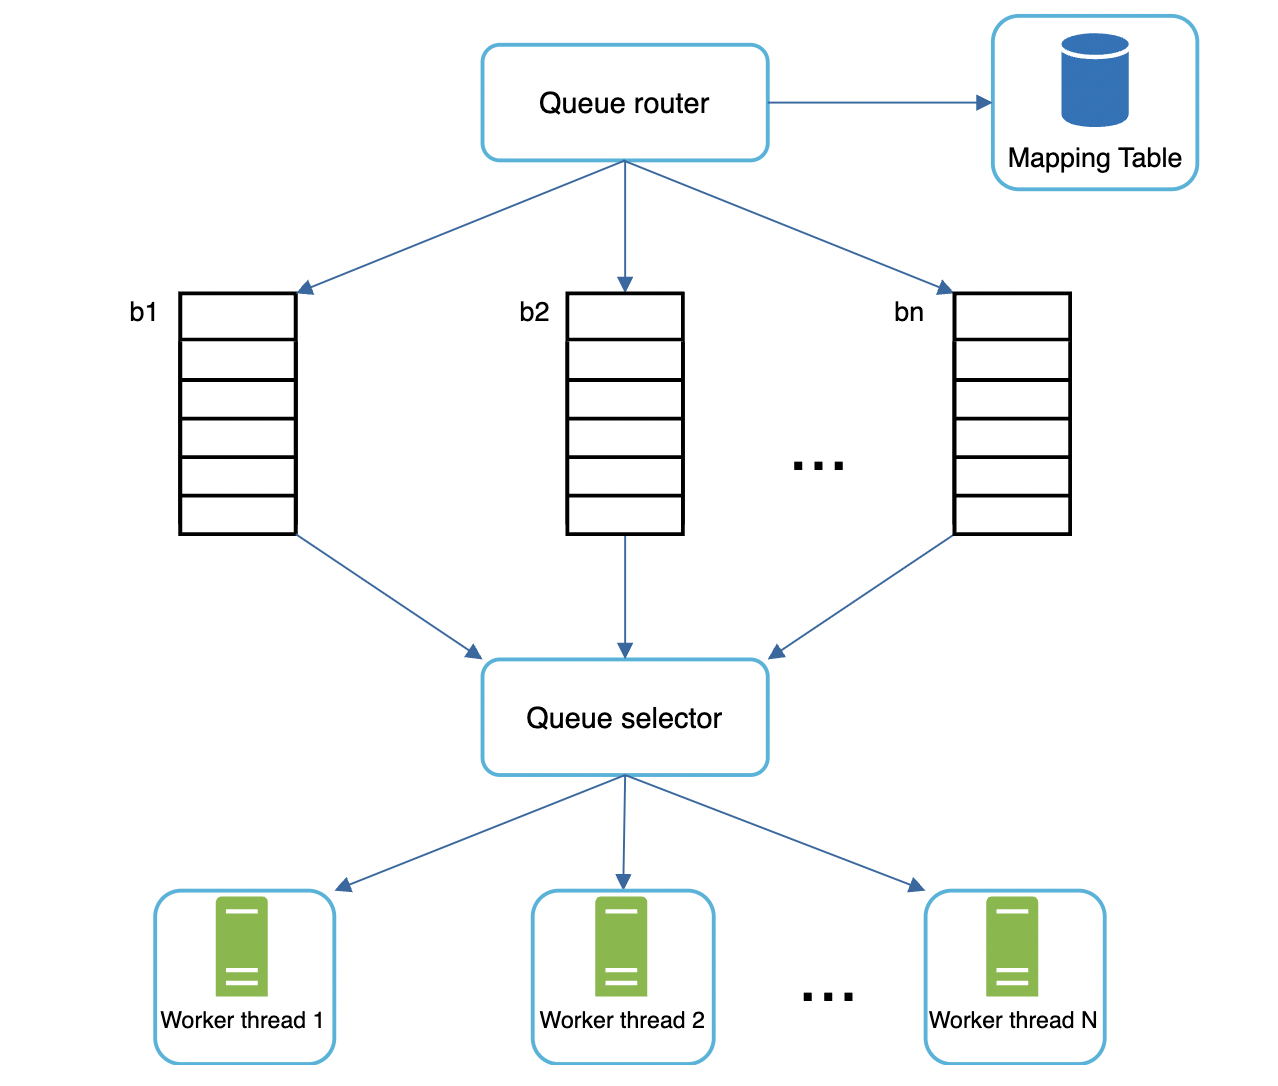 Queue router
Mapping Table
b1
b2
bn
...
Queue selector
Worker thread 1
Worker thread 2
...
Worker thread N